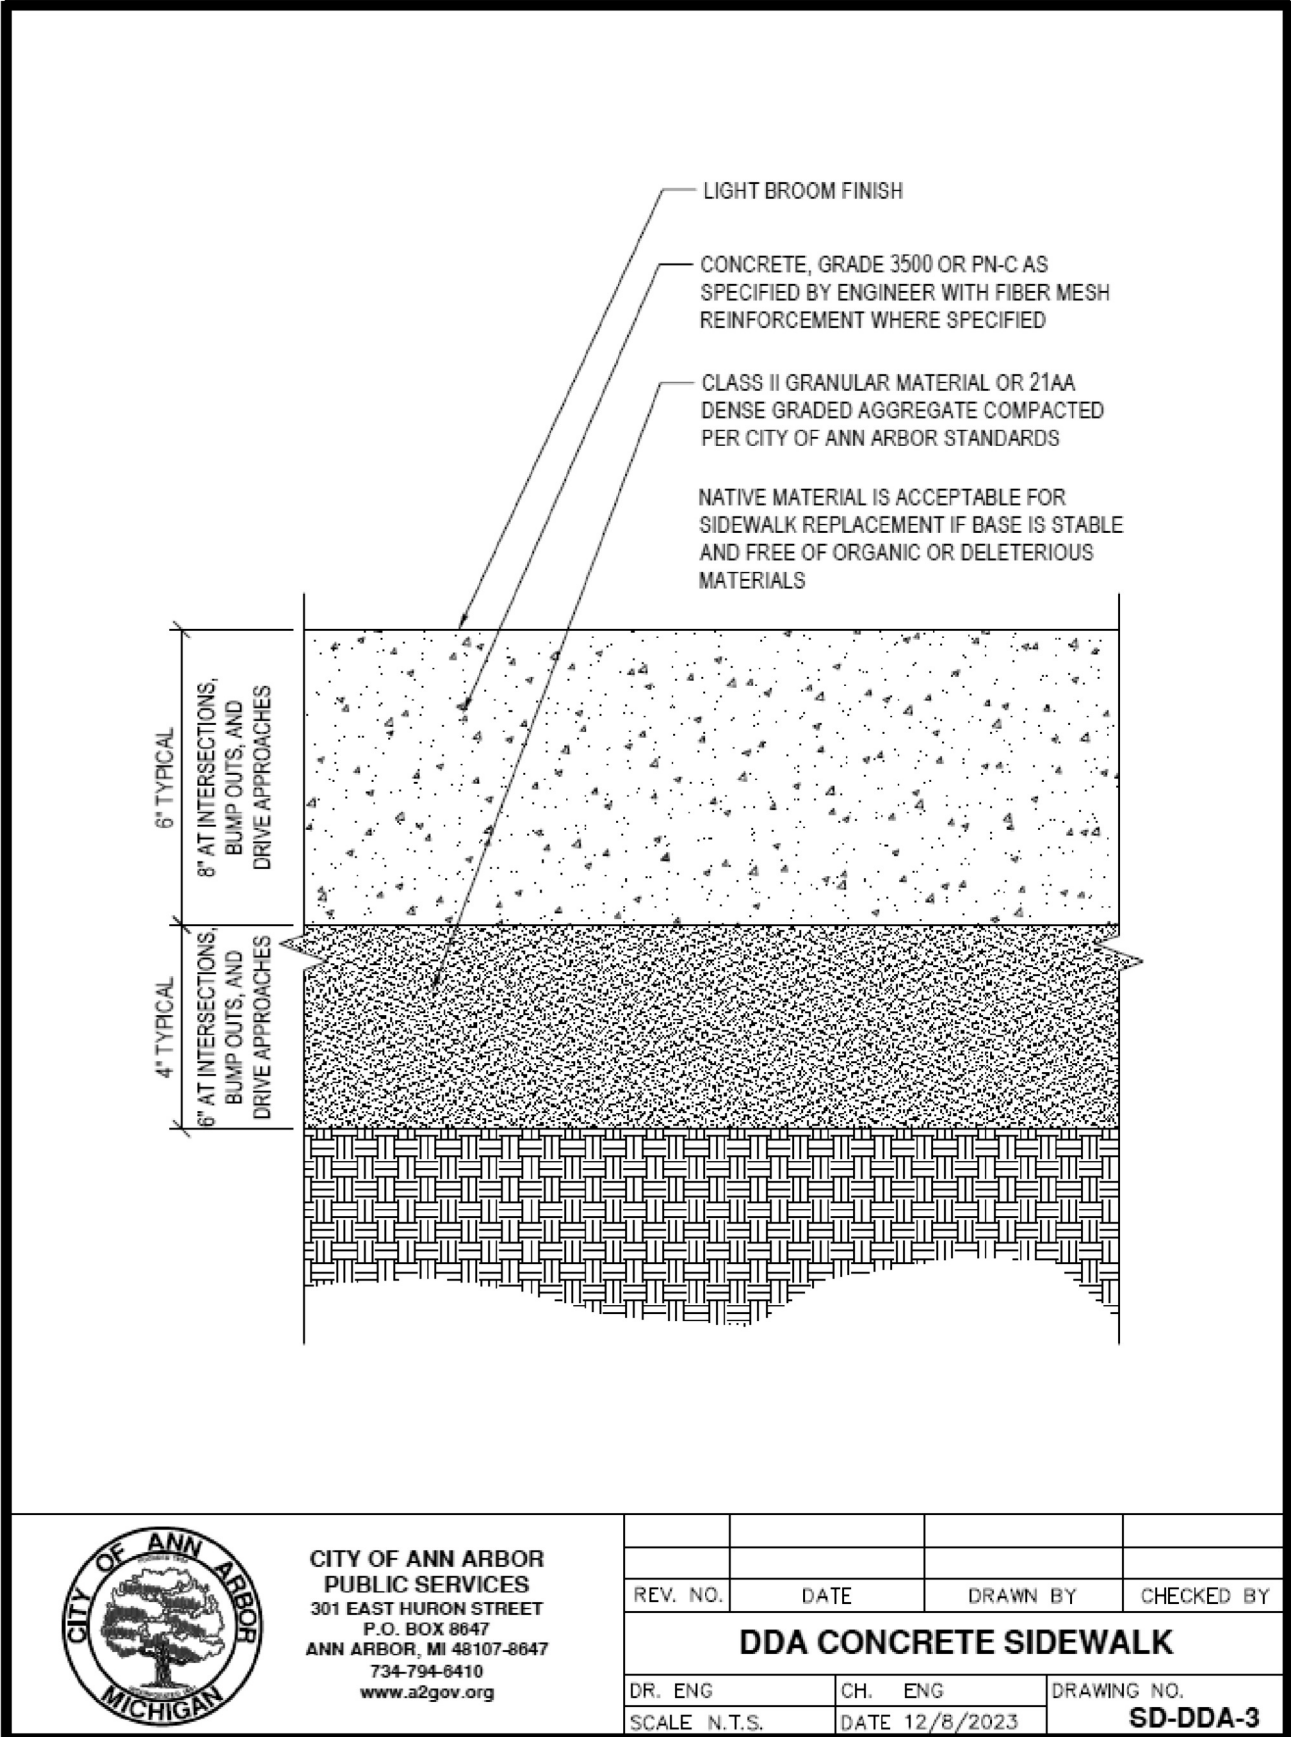 LIGHT BROOM FINISH
CONCRETE, GRADE 3500 OR PN-C AS
SPECIFIED BY ENGINEER WITH FIBER MESH
REINFORCEMENT WHERE SPECIFIED
CLASS II GRANULAR MATERIAL OR 21AA
DENSE GRADED AGGREGATE COMPACTED
PER CITY OF ANN ARBOR STANDARDS
NATIVE MATERIAL IS ACCEPTABLE FOR
SIDEWALK REPLACEMENT IF BASE IS STABLE
AND FREE OF ORGANIC OR DELETERIOUS
MATERIALS
6" TYPICAL
8" AT INTERSECTIONS,
BUMP OUTS, AND
DRIVE APPROACHES
4" TYPICAL
6" AT INTERSECTIONS,
BUMP OUTS, AND
DRIVE APPROACHES
CITY OF ANN ARBOR
MICHIGAN
CITY OF ANN ARBOR
PUBLIC SERVICES
301 EAST HURON STREET
P.O. BOX 8647
ANN ARBOR, MI 48107-8647
734-794-6410
www.a2gov.org
REV. NO. DATE DRAWN BY CHECKED BY
DDA CONCRETE SIDEWALK
DR. ENG CH. ENG DRAWING NO.
SCALE N.T.S. DATE 12/8/2023 SD-DDA-3